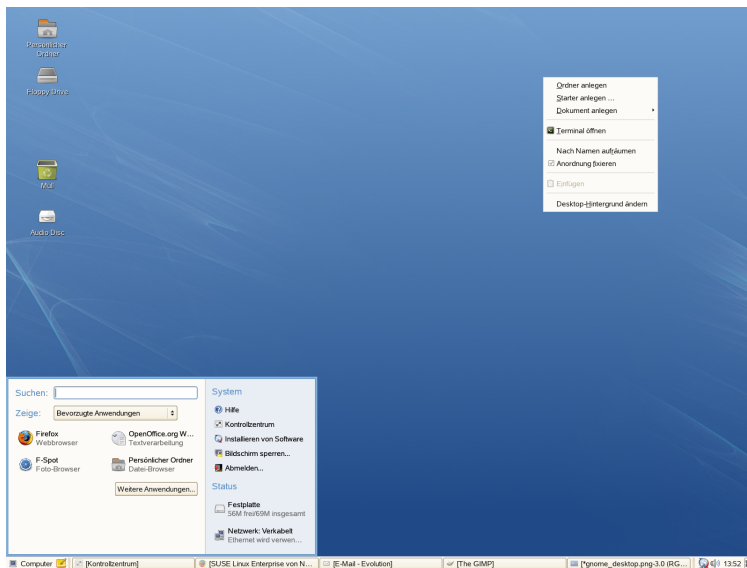 Persönlicher
Ordner
Floppy Drive
Müll
Audio Disc
Ordner anlegen
Starter anlegen ...
Dokument anlegen
Terminal öffnen
Nach Namen aufräumen
Anordnung fixieren
Einfügen
Desktop-Hintergrund ändern
Suchen:
Zeige:
Bevorzugte Anwendungen
Firefox
Webbrowser
OpenOffice.org W...
Textverarbeitung
F-Spot
Foto-Browser
Persönlicher Ordner
Datei-Browser
Weitere Anwendungen...
System
Hilfe
Kontrollzentrum
Installieren von Software
Bildschirm sperren...
Abmelden...
Status
Festplatte
56M frei/69M insgesamt
Netzwerk: Verkabelt
Ethernet wird verwen...
Computer
[Kontrollzentrum]
[SUSE Linux Enterprise von N...
[E-Mail - Evolution]
[The GIMP]
[*gnome_desktop.png-3.0 (RG...
13:52